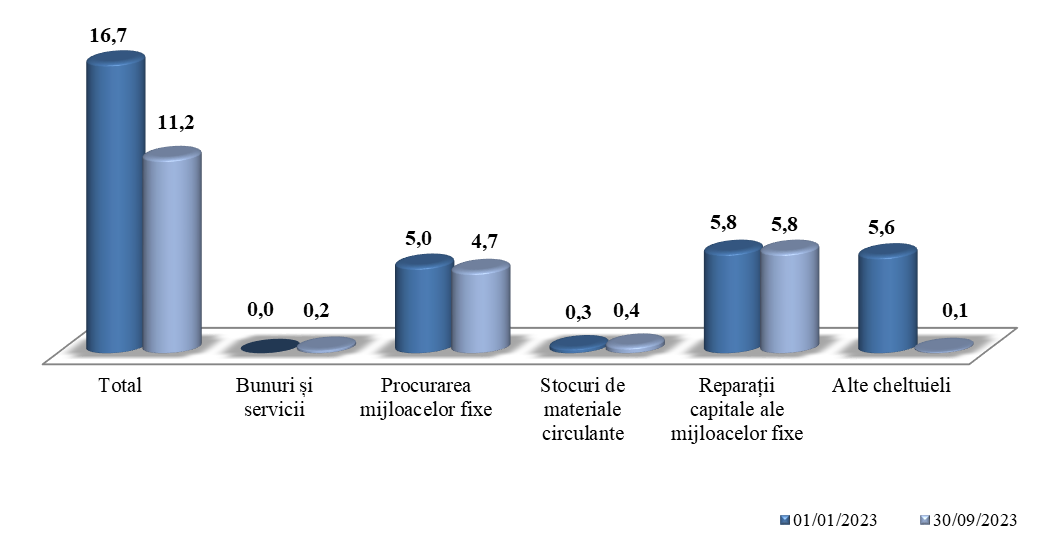 16,7
11,2
0,0
0,2
5,0
4,7
0,3
0,4
5,8
5,8
5,6
0,1
Total
Bunuri și
servicii
Procurarea
mijloacelor fixe
Stocuri de
materiale
circulante
Reparații
capitale ale
mijloacelor fixe
Alte cheltuieli
01/01/2023
30/09/2023